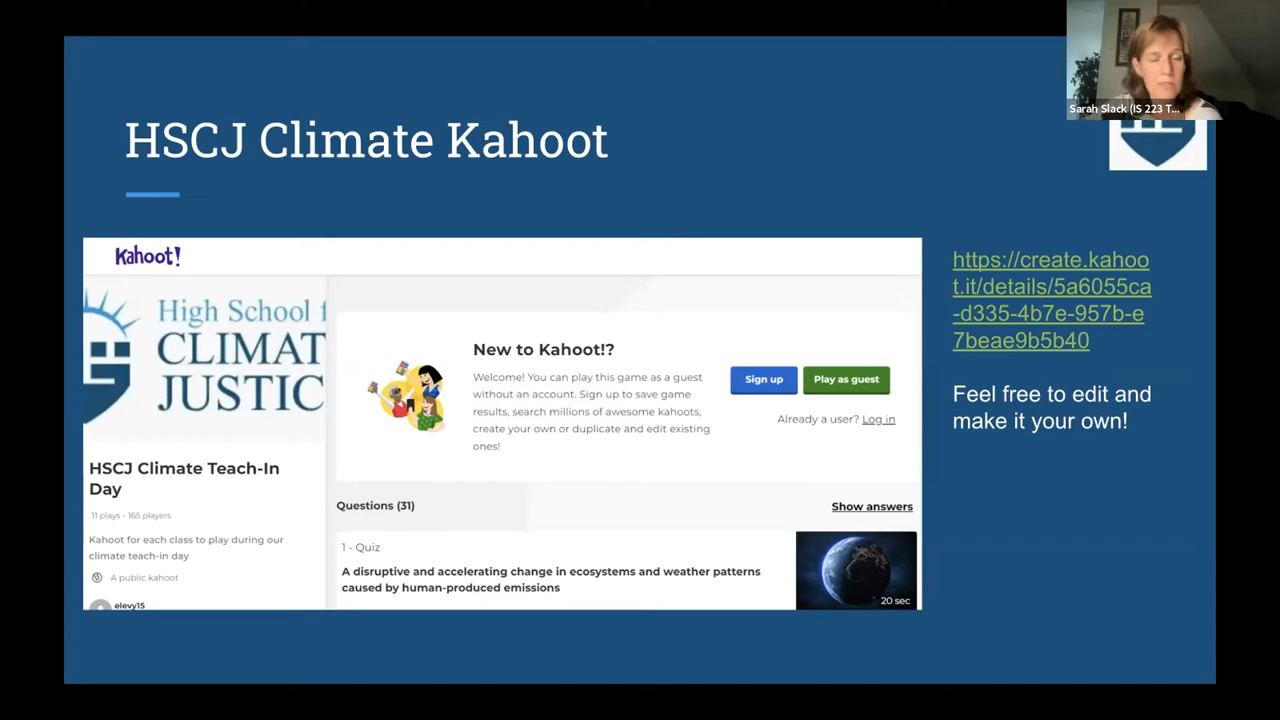 Sarah Slack (IS 223 T...
HSCJ Climate Kahoot
Kahoot!
High School f
CLIMAT
JUSTIC
HSCJ Climate Teach-In
Day
11 plays - 165 players
Kahoot for each class to play during our
climate teach-in day
A public kahoot
elevy15
New to Kahoot!?
Welcome! You can play this game as a guest
without an account. Sign up to save game
results, search millions of awesome kahoots,
create your own or duplicate and edit existing
ones!
Sign up
Play as guest
Already a user? Log in
Questions (31)
Show answers
1 - Quiz
A disruptive and accelerating change in ecosystems and weather patterns
caused by human-produced emissions
20 sec
https://create.kahoo
t.it/details/5a6055ca
-d335-4b7e-957b-e
7beae9b5b40
Feel free to edit and
make it your own!